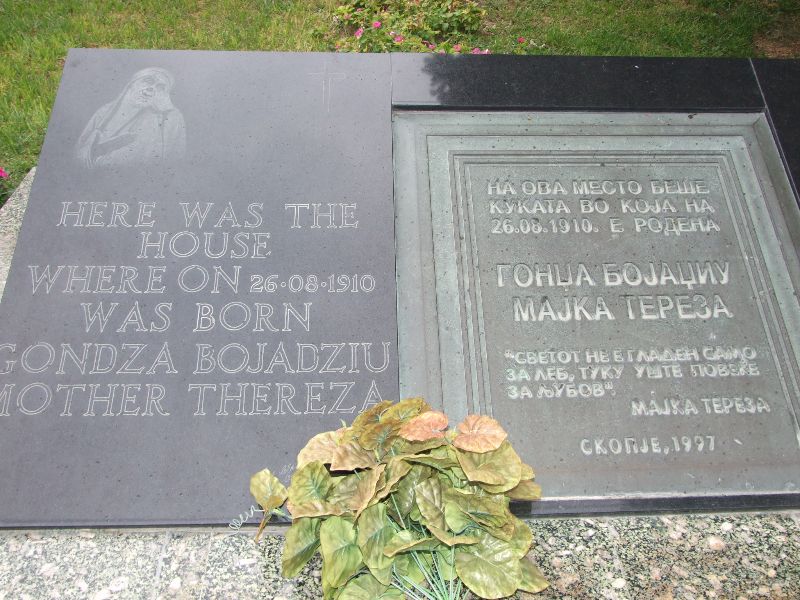 HERE WAS THE
HOUSE
WHERE ON 26·08·1910
WAS BORN
GONDZA BOJADZIU
MOTHER THEREZA
НА ОВА МЕСТО БЕШЕ
КУЌАТА ВО КОЈА НА
26.08.1910. Е РОДЕНА
ГОНЏА БОЈАЏИУ
МАЈКА ТЕРЕЗА
"СВЕТОТ НЕ Е ГЛАДЕН САМО
ЗА ЛЕБ, ТУКУ УШТЕ ПОВЕЌЕ
ЗА ЉУБОВ".
МАЈКА ТЕРЕЗА
СКОПЈЕ, 1997